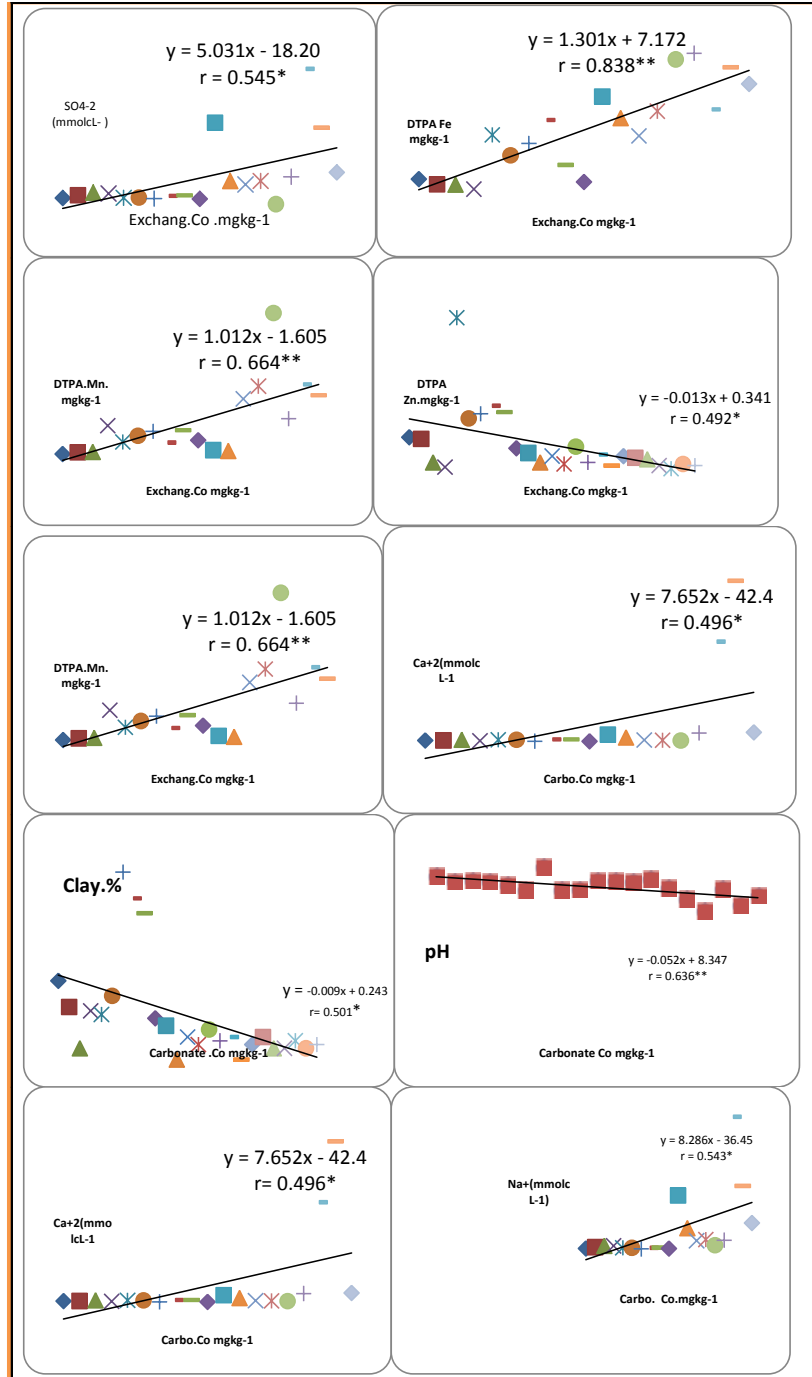 y = 5.031x - 18.20
r = 0.545*
SO4-2
(mmolcL- )
Exchang.Co .mgkg-1
y = 1.301x + 7.172
r = 0.838**
DTPA Fe
mgkg-1
Exchang.Co mgkg-1
y = 1.012x - 1.605
r = 0. 664**
DTPA.Mn.
mgkg-1
Exchang.Co mgkg-1
DTPA
Zn.mgkg-1
y = -0.013x + 0.341
r = 0.492*
Exchang.Co mgkg-1
y = 1.012x - 1.605
r = 0. 664**
DTPA.Mn.
mgkg-1
Exchang.Co mgkg-1
y = 7.652x - 42.4
r= 0.496*
Ca+2(mmolc
L-1
Carbo.Co mgkg-1
Clay.%
y = -0.009x + 0.243
r= 0.501*
Carbonate .Co mgkg-1
pH
y = -0.052x + 8.347
r = 0.636**
Carbonate Co mgkg-1
y = 7.652x - 42.4
r= 0.496*
Ca+2(mmo
lcL-1
Carbo.Co mgkg-1
y = 8.286x - 36.45
r = 0.543*
Na+(mmolc
L-1)
Carbo.  Co.mgkg-1